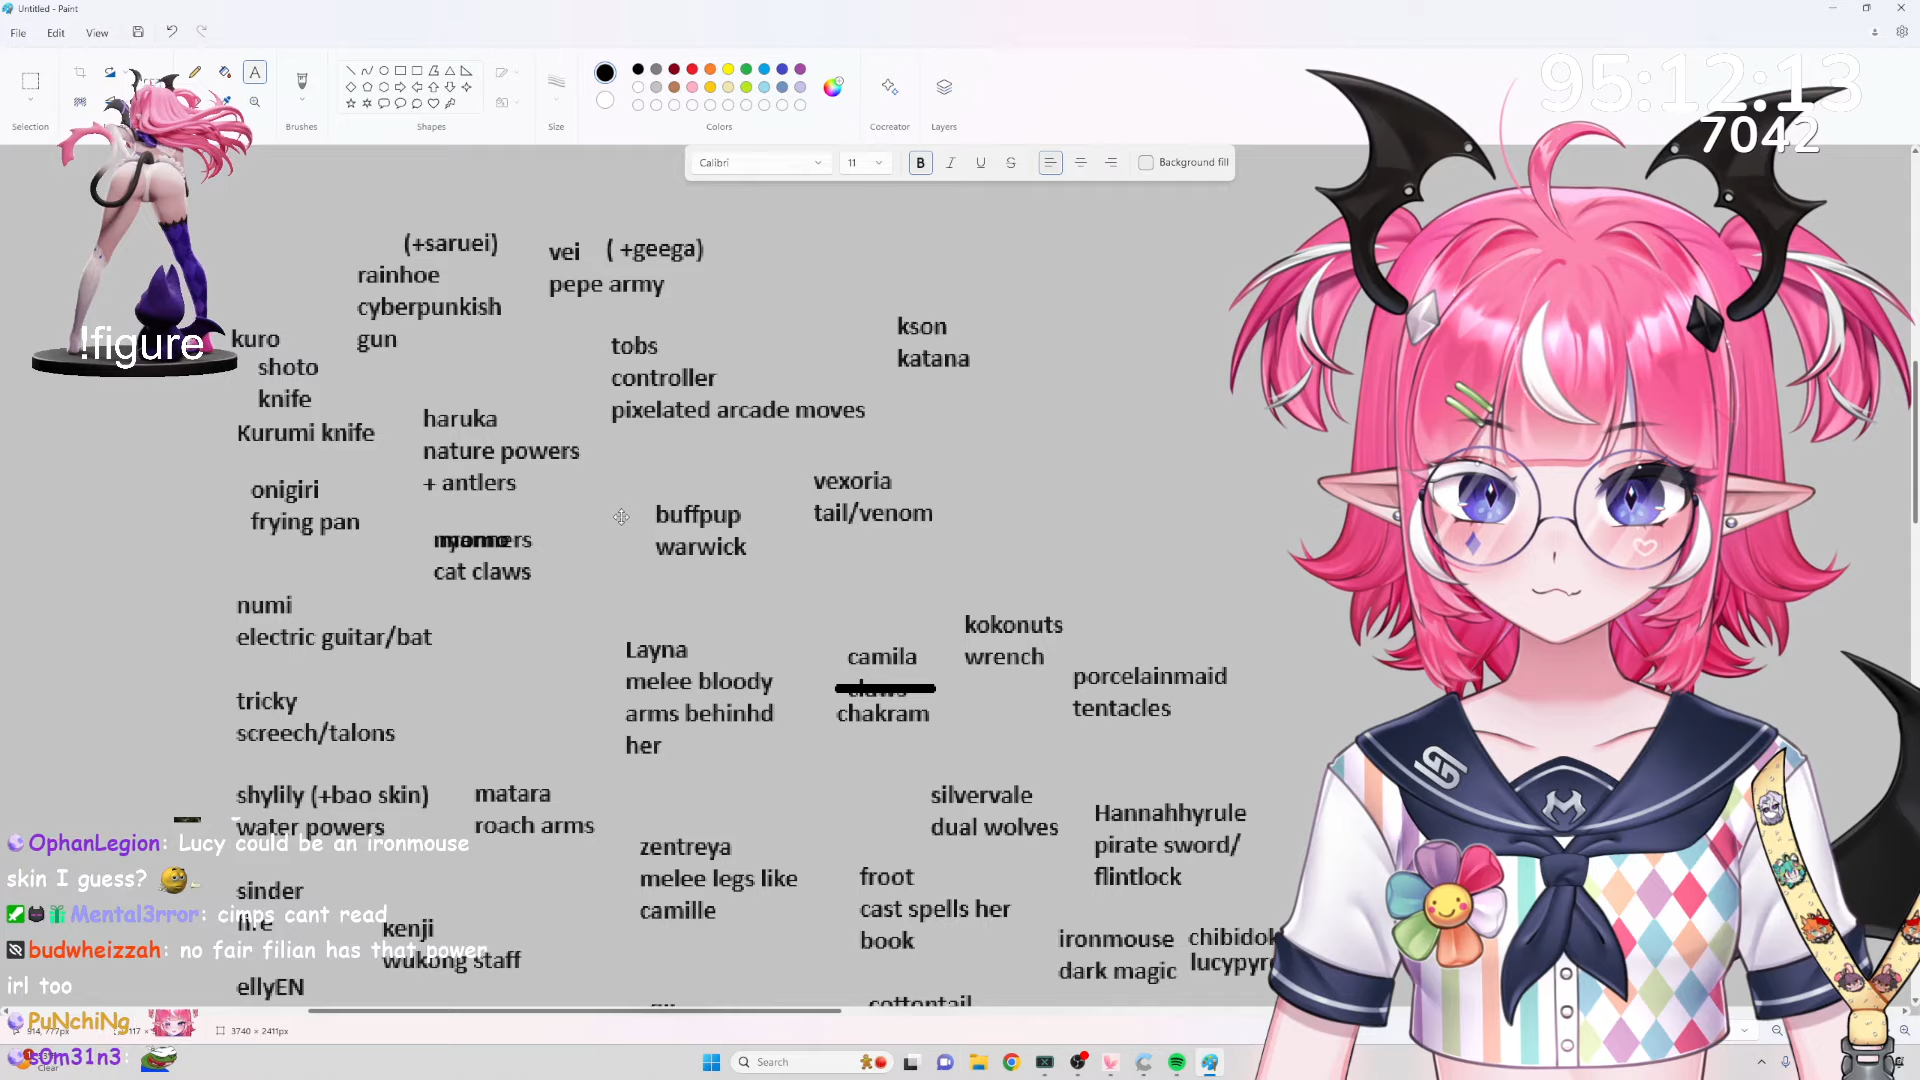 Untitled - Paint
File Edit View
Selection
Brushes
Shapes
Size
Colors
Cocreator
Layers
95:12:13
7042
Calibri 11 B I U S Background fill
(+saruei)
rainhoe
cyberpunkish
gun
vei ( +geega)
pepe army
kuro
shoto
knife
Kurumi knife
!figure
tobs
controller
pixelated arcade moves
kson
katana
haruka
nature powers
+ antlers
onigiri
frying pan
vexoria
tail/venom
buffpup
warwick
cat claws
numi
electric guitar/bat
Layna
melee bloody
arms behinhd
her
camila
chakram
kokonuts
wrench
porcelainmaid
tentacles
tricky
screech/talons
shylily (+bao skin)
water powers
matara
roach arms
silvervale
dual wolves
Hannahhyrule
pirate sword/
flintlock
zentreya
melee legs like
camille
froot
cast spells her
book
sinder
kenji
wukong staff
ironmouse
dark magic
ellyEN
cottontail
OphanLegion: Lucy could be an ironmouse
skin I guess?
Mental3rror: cimps cant read
budwheizzah: no fair filian has that power
irl too
PuNchiNg
s0m31n3:
914, 777px
3740 × 2411px
Clear
Search